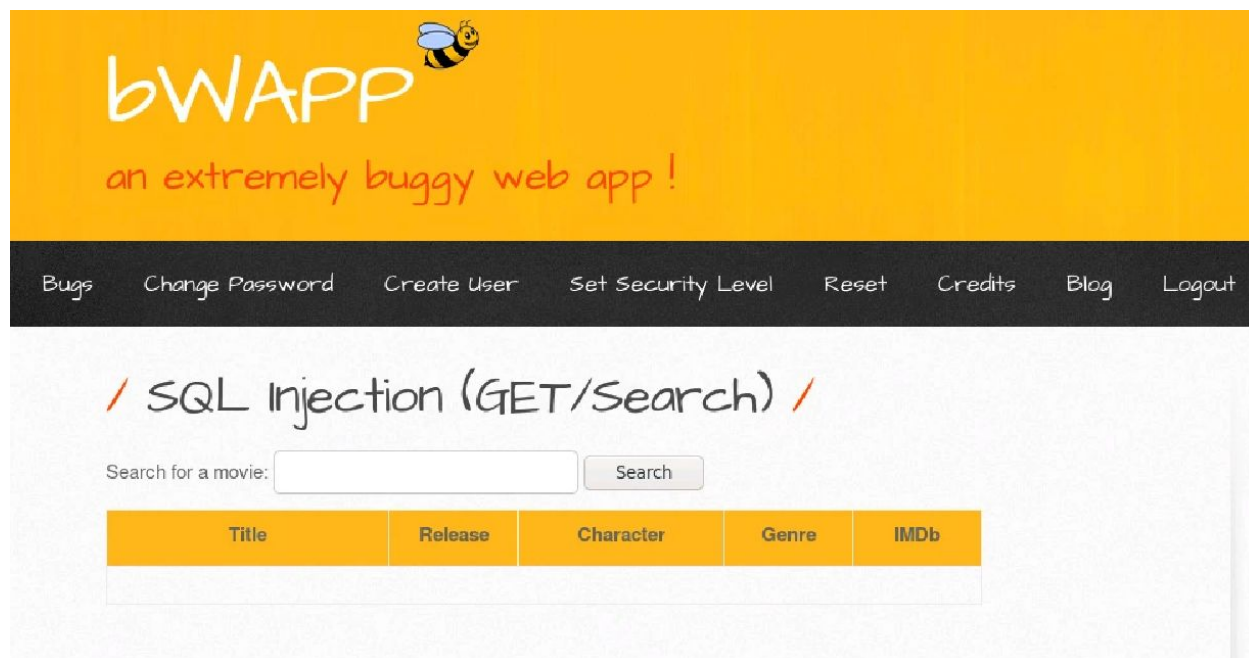 bWAPP
an extremely buggy web app !
Bugs Change Password Create User Set Security Level Reset Credits Blog Logout
/ SQL Injection (GET/Search) /
Search for a movie: Search
Title Release Character Genre IMDb